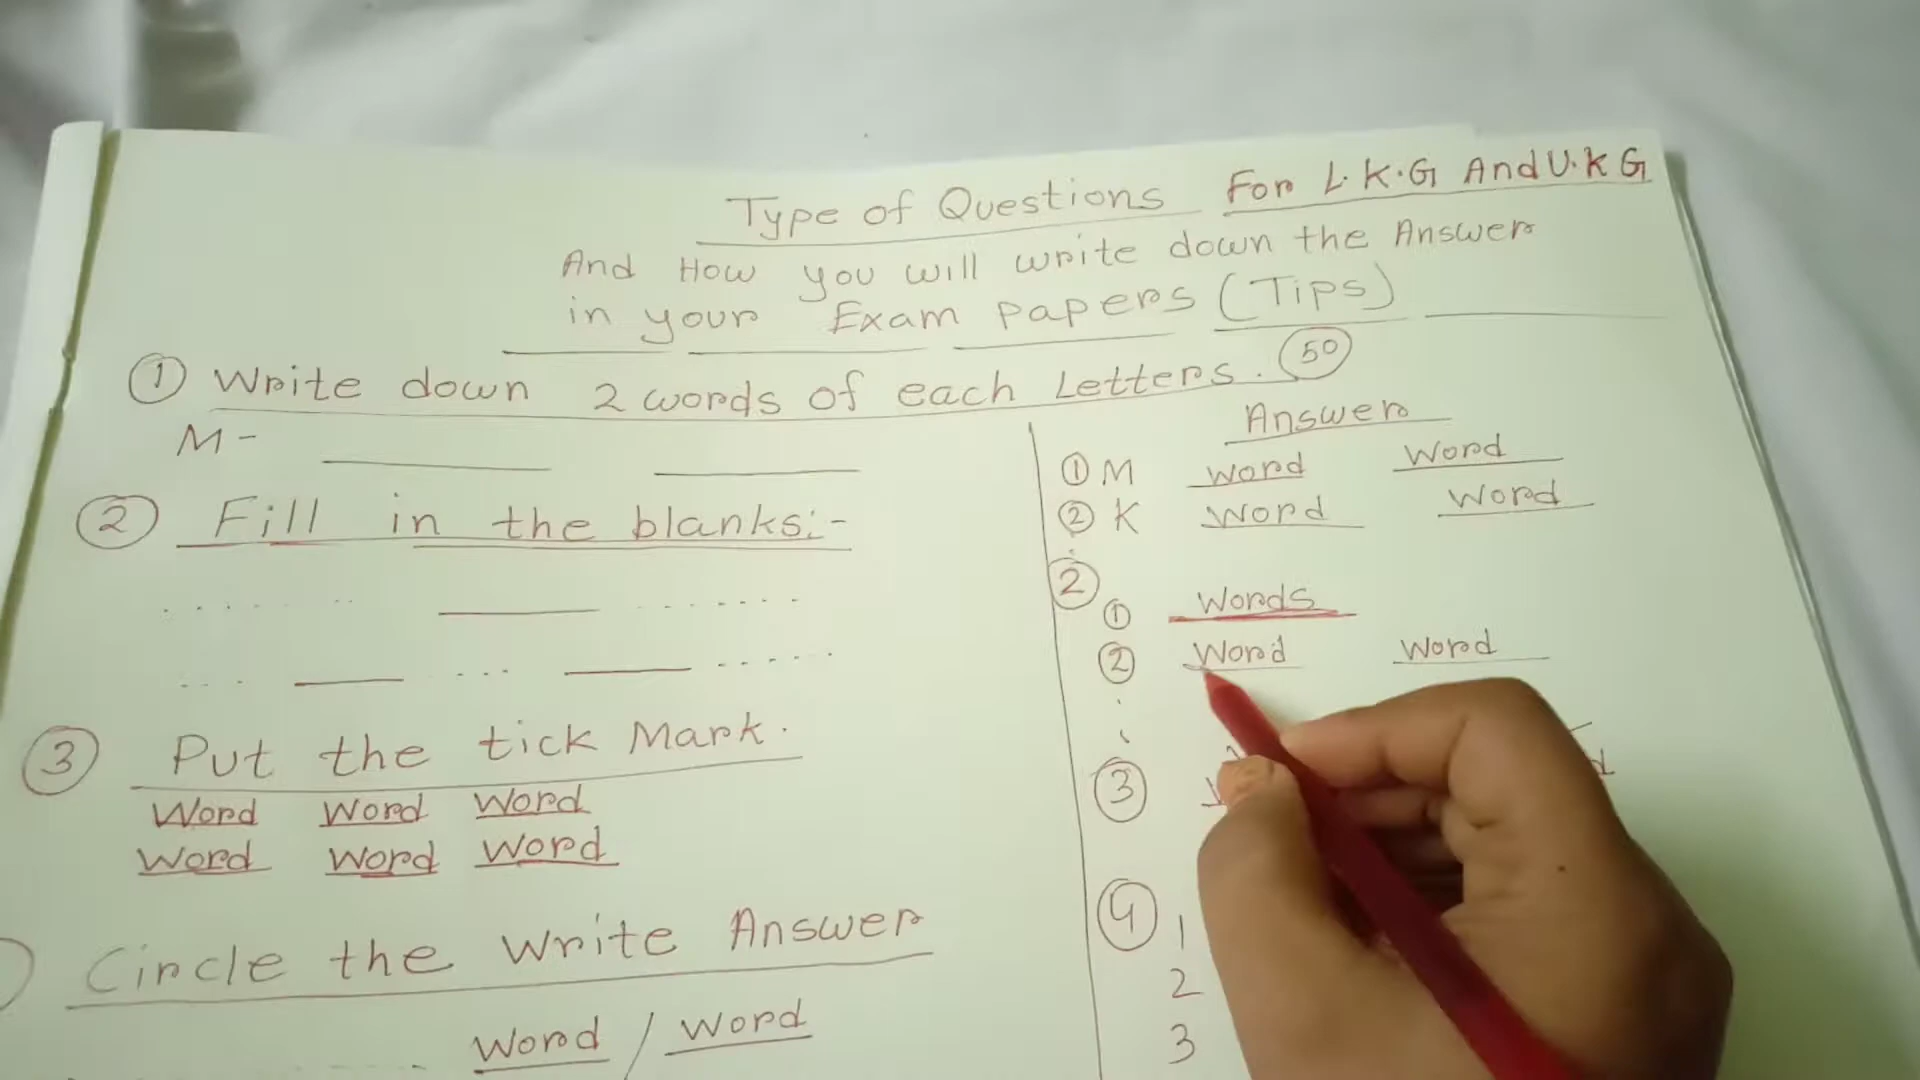 Type of Questions For L.K.G And U.K G
And How you will write down the Answer
in your Exam papers (Tips)
① Write down 2 words of each Letters. 50
M -
② Fill in the blanks:-
③ Put the tick Mark.
Word Word Word
Word Word Word
Circle the Write Answer
Word / Word
Answer
① M Word Word
② K Word Word
②
① Words
② Word Word
③
④ 1
2
3